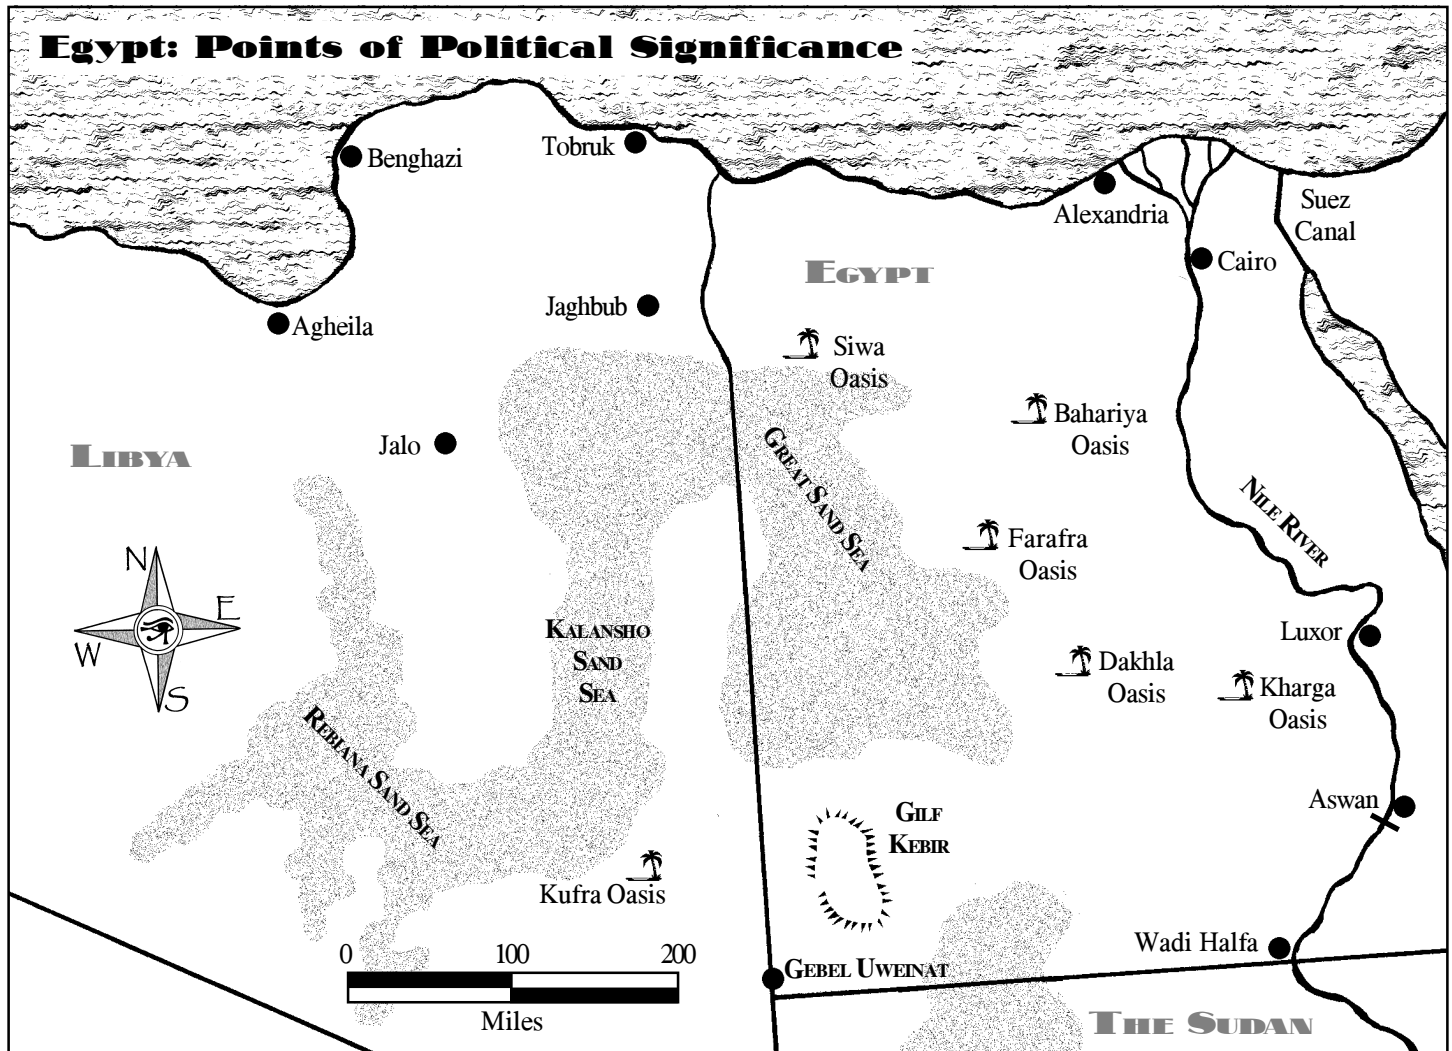 Egypt: Points of Political Significance
Benghazi
Tobruk
Alexandria
Suez
Canal
Cairo
Egypt
Jaghbub
Agheila
Siwa
Oasis
Bahariya
Oasis
Jalo
Libya
Great Sand Sea
Nile River
Farafra
Oasis
N
E
W
S
Kalansho
Sand
Sea
Luxor
Dakhla
Oasis
Kharga
Oasis
Rebiana Sand Sea
Aswan
Gilf
Kebir
Kufra Oasis
Wadi Halfa
0 100 200
Miles
Gebel Uweinat
The Sudan